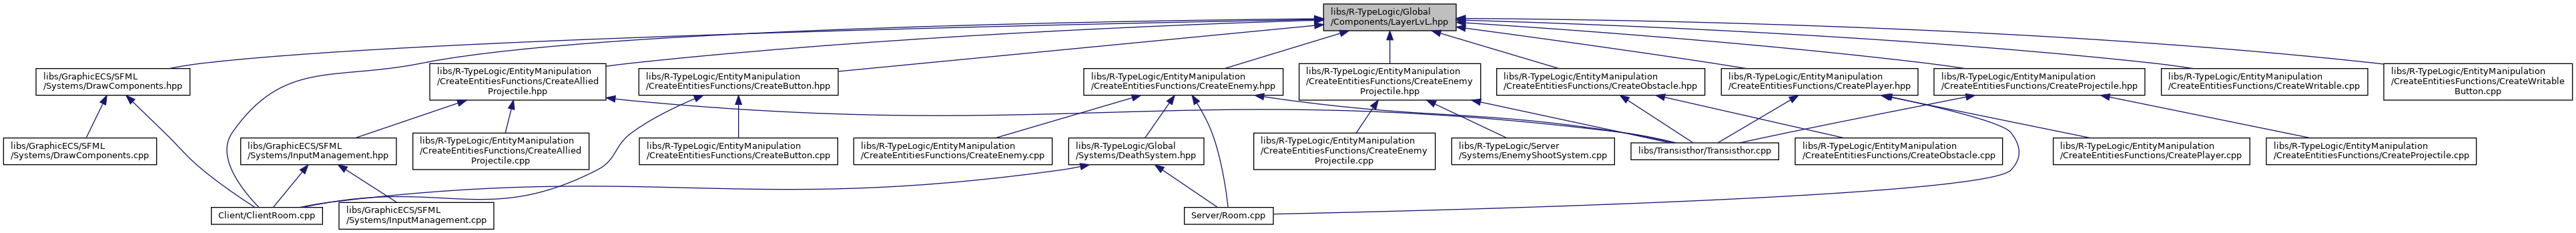 libs/R-TypeLogic/Global
/Components/LayerLvL.hpp
libs/GraphicECS/SFML
/Systems/DrawComponents.hpp
libs/R-TypeLogic/EntityManipulation
/CreateEntitiesFunctions/CreateAllied
Projectile.hpp
libs/R-TypeLogic/EntityManipulation
/CreateEntitiesFunctions/CreateButton.hpp
libs/R-TypeLogic/EntityManipulation
/CreateEntitiesFunctions/CreateEnemy.hpp
libs/R-TypeLogic/EntityManipulation
/CreateEntitiesFunctions/CreateEnemy
Projectile.hpp
libs/R-TypeLogic/EntityManipulation
/CreateEntitiesFunctions/CreateObstacle.hpp
libs/R-TypeLogic/EntityManipulation
/CreateEntitiesFunctions/CreatePlayer.hpp
libs/R-TypeLogic/EntityManipulation
/CreateEntitiesFunctions/CreateProjectile.hpp
libs/R-TypeLogic/EntityManipulation
/CreateEntitiesFunctions/CreateWritable.cpp
libs/R-TypeLogic/EntityManipulation
/CreateEntitiesFunctions/CreateWritable
Button.cpp
libs/GraphicECS/SFML
/Systems/DrawComponents.cpp
libs/GraphicECS/SFML
/Systems/InputManagement.hpp
libs/R-TypeLogic/EntityManipulation
/CreateEntitiesFunctions/CreateAllied
Projectile.cpp
libs/R-TypeLogic/EntityManipulation
/CreateEntitiesFunctions/CreateButton.cpp
libs/R-TypeLogic/EntityManipulation
/CreateEntitiesFunctions/CreateEnemy.cpp
libs/R-TypeLogic/Global
/Systems/DeathSystem.hpp
libs/R-TypeLogic/EntityManipulation
/CreateEntitiesFunctions/CreateEnemy
Projectile.cpp
libs/R-TypeLogic/Server
/Systems/EnemyShootSystem.cpp
libs/Transisthor/Transisthor.cpp
libs/R-TypeLogic/EntityManipulation
/CreateEntitiesFunctions/CreateObstacle.cpp
libs/R-TypeLogic/EntityManipulation
/CreateEntitiesFunctions/CreatePlayer.cpp
libs/R-TypeLogic/EntityManipulation
/CreateEntitiesFunctions/CreateProjectile.cpp
Client/ClientRoom.cpp
libs/GraphicECS/SFML
/Systems/InputManagement.cpp
Server/Room.cpp